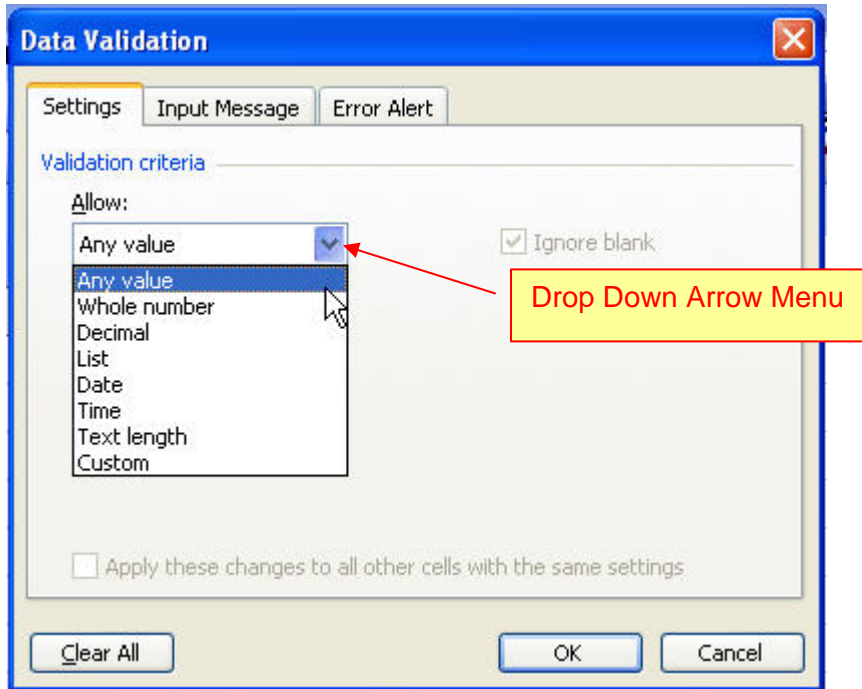 Data Validation
Settings
Input Message
Error Alert
Validation criteria
Allow:
Any value
Ignore blank
Any value
Whole number
Decimal
List
Date
Time
Text length
Custom
Drop Down Arrow Menu
Apply these changes to all other cells with the same settings
Clear All
OK
Cancel